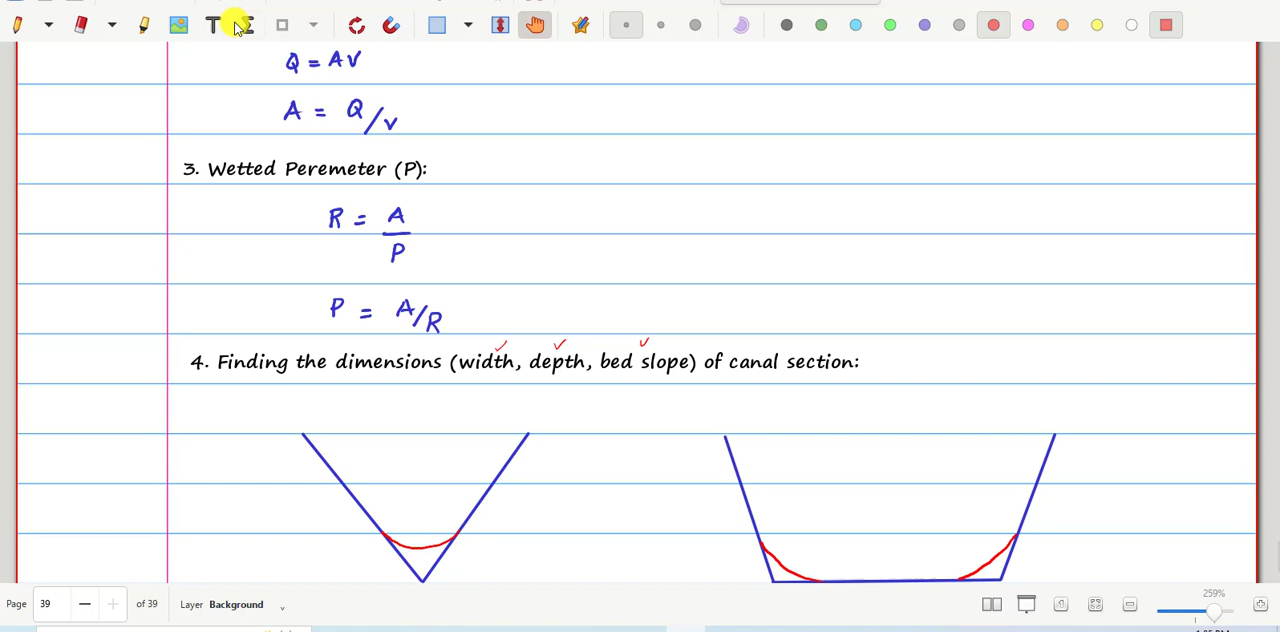 Q = AV
A = Q/V
3. Wetted Peremeter (P):
R = A
P
P = A/R
4. Finding the dimensions (width, depth, bed slope) of canal section:
Page 39 of 39 Layer Background 259%